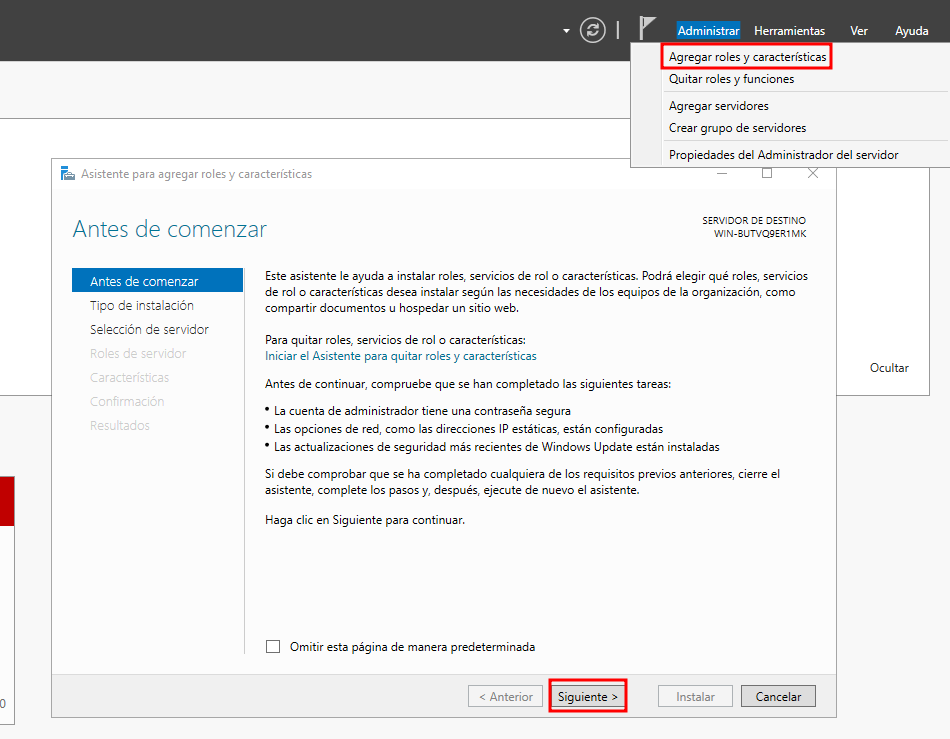 Administrar Herramientas Ver Ayuda
Agregar roles y características
Quitar roles y funciones
Agregar servidores
Crear grupo de servidores
Propiedades del Administrador del servidor
Asistente para agregar roles y características
Antes de comenzar
SERVIDOR DE DESTINO
WIN-BUTVQ9ER1MK
Antes de comenzar
Tipo de instalación
Selección de servidor
Roles de servidor
Características
Confirmación
Resultados
Este asistente le ayuda a instalar roles, servicios de rol o características. Podrá elegir qué roles, servicios
de rol o características desea instalar según las necesidades de los equipos de la organización, como
compartir documentos u hospedar un sitio web.
Para quitar roles, servicios de rol o características:
Iniciar el Asistente para quitar roles y características
Antes de continuar, compruebe que se han completado las siguientes tareas:
• La cuenta de administrador tiene una contraseña segura
• Las opciones de red, como las direcciones IP estáticas, están configuradas
• Las actualizaciones de seguridad más recientes de Windows Update están instaladas
Si debe comprobar que se ha completado cualquiera de los requisitos previos anteriores, cierre el
asistente, complete los pasos y, después, ejecute de nuevo el asistente.
Haga clic en Siguiente para continuar.
Omitir esta página de manera predeterminada
< Anterior Siguiente > Instalar Cancelar
Ocultar
0